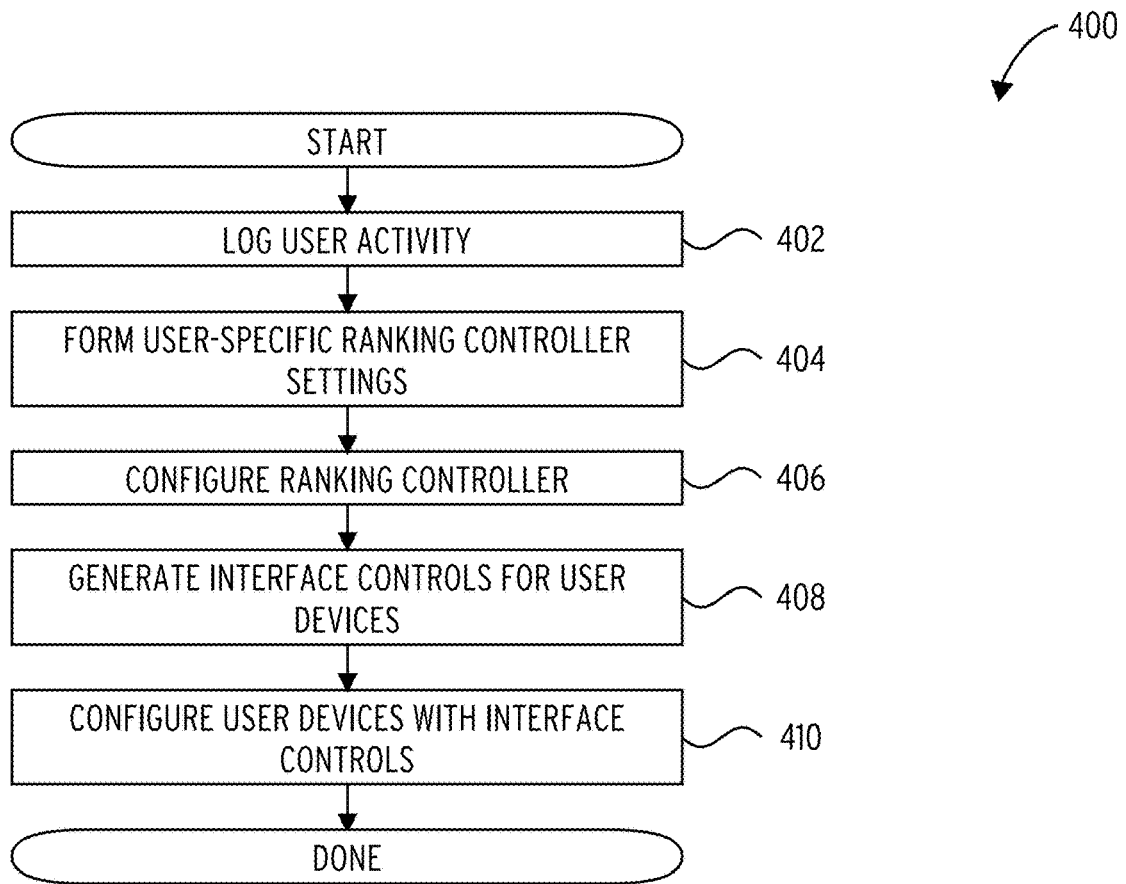 400
START
LOG USER ACTIVITY
402
FORM USER-SPECIFIC RANKING CONTROLLER
SETTINGS
404
CONFIGURE RANKING CONTROLLER
406
GENERATE INTERFACE CONTROLS FOR USER
DEVICES
408
CONFIGURE USER DEVICES WITH INTERFACE
CONTROLS
410
DONE